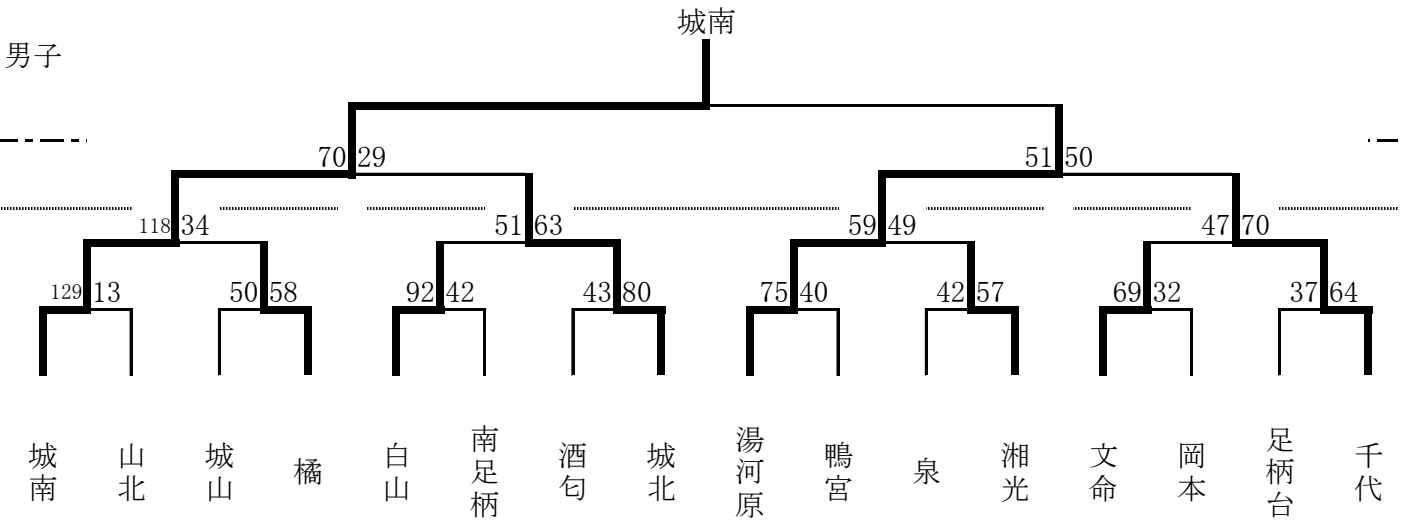 城南
男子
70 29
51 50
118 34
51 63
59 49
47 70
129 13
50 58
92 42
43 80
75 40
42 57
69 32
37 64
城南
山北
城山
橘
白山
南足柄
酒匂
城北
湯河原
鴨宮
泉
湘光
文命
岡本
足柄台
千代